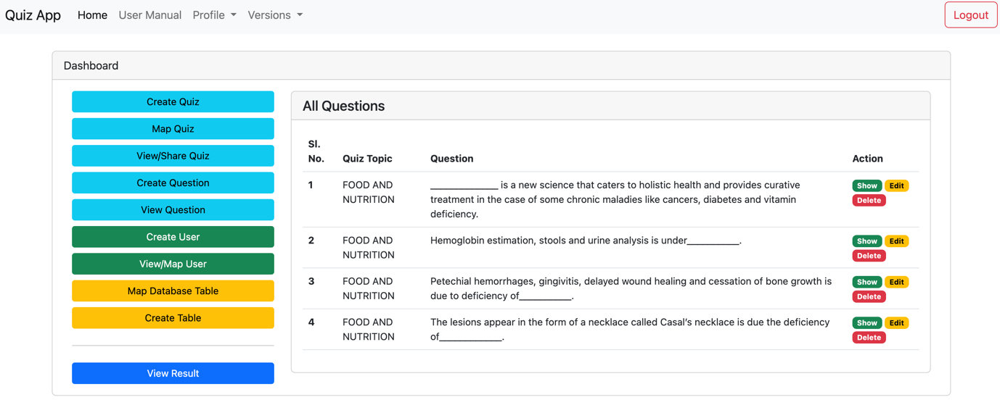 Quiz App Home User Manual Profile Versions Logout
Dashboard
Create Quiz
Map Quiz
View/Share Quiz
Create Question
View Question
Create User
View/Map User
Map Database Table
Create Table
View Result
All Questions
Sl.
No. Quiz Topic Question Action
1 FOOD AND ______________ is a new science that caters to holistic health and provides curative Show Edit
NUTRITION treatment in the case of some chronic maladies like cancers, diabetes and vitamin Delete
deficiency.
2 FOOD AND Hemoglobin estimation, stools and urine analysis is under___________. Show Edit
NUTRITION Delete
3 FOOD AND Petechial hemorrhages, gingivitis, delayed wound healing and cessation of bone growth is Show Edit
NUTRITION due to deficiency of___________. Delete
4 FOOD AND The lesions appear in the form of a necklace called Casal’s necklace is due the deficiency Show Edit
NUTRITION of_____________. Delete